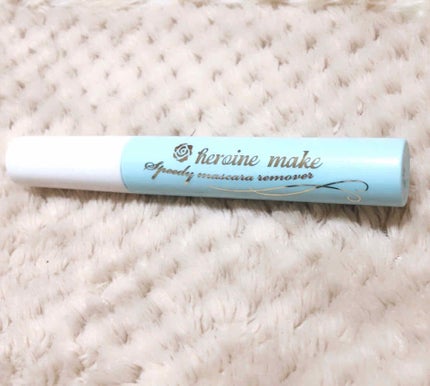 heroine make
Speedy mascara remover